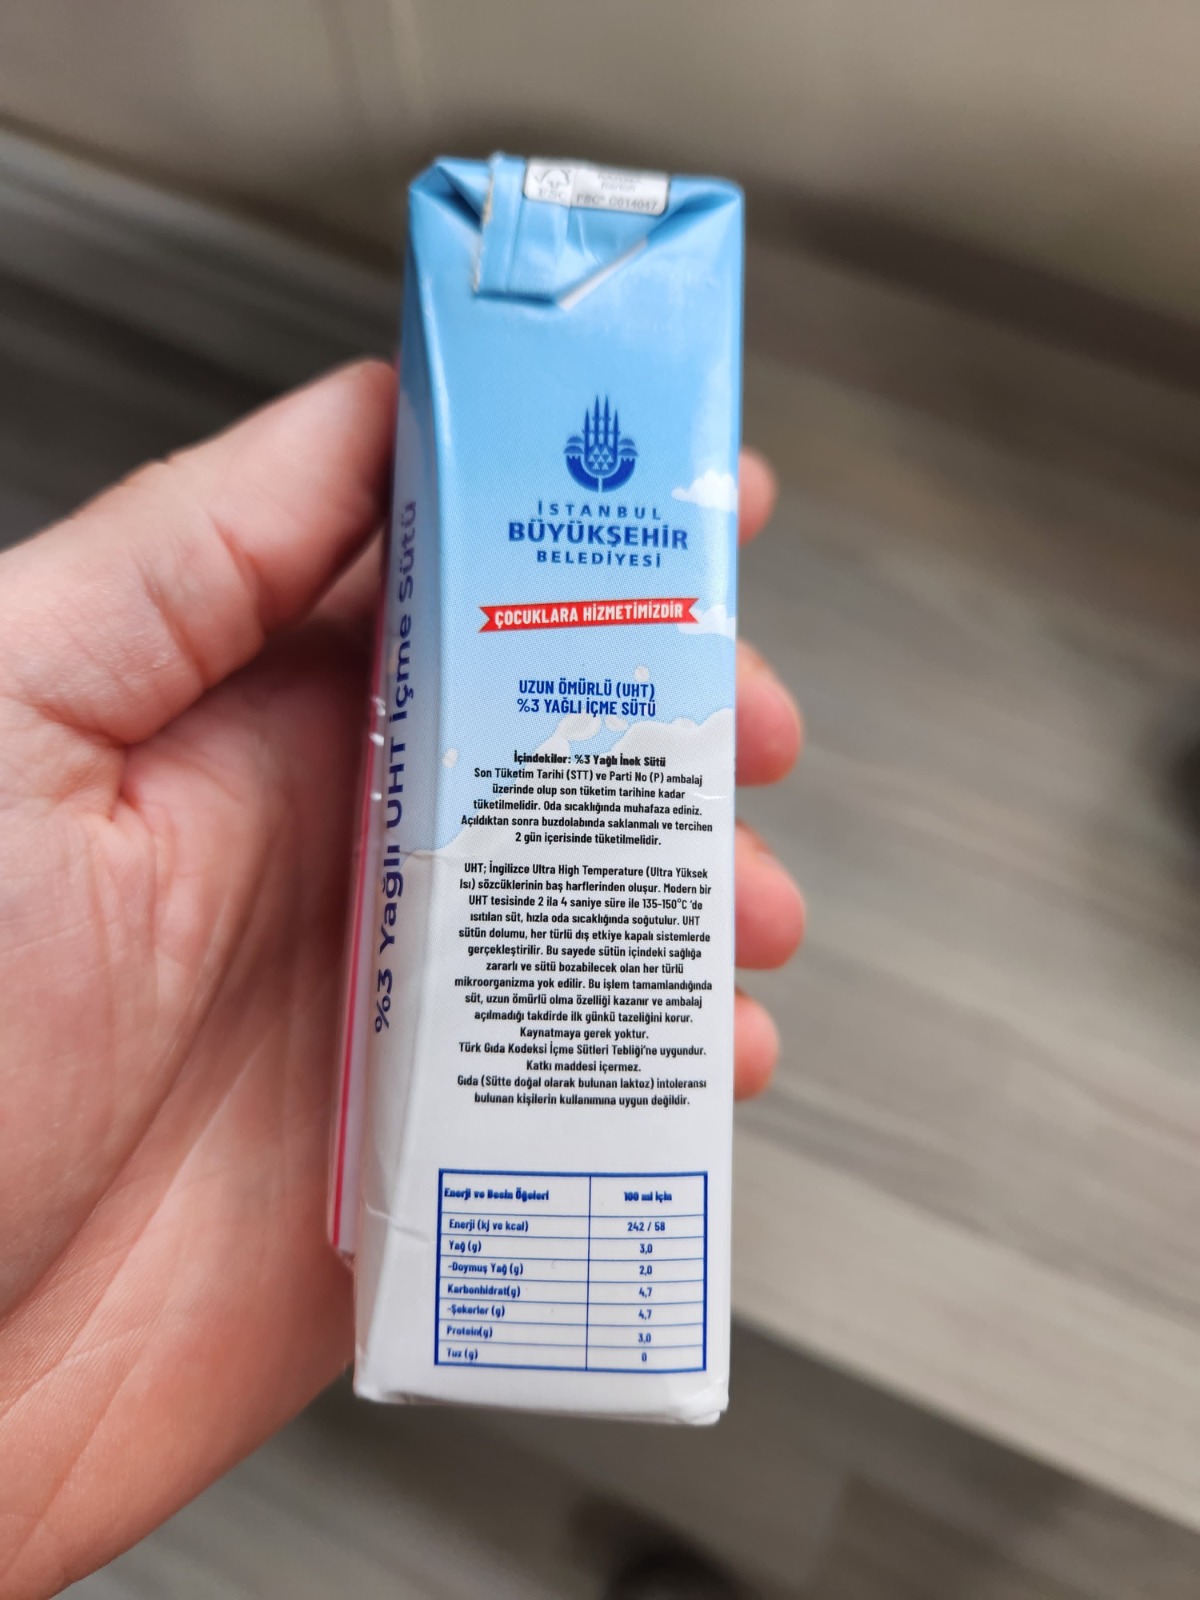 FSC® C014047
İSTANBUL
BÜYÜKŞEHİR
BELEDİYESİ
ÇOCUKLARA HİZMETİMİZDİR
UZUN ÖMÜRLÜ (UHT)
%3 YAĞLI İÇME SÜTÜ
İçindekiler: %3 Yağlı İnek Sütü
Son Tüketim Tarihi (STT) ve Parti No (P) ambalaj
üzerinde olup son tüketim tarihine kadar
tüketilmelidir. Oda sıcaklığında muhafaza ediniz.
Açıldıktan sonra buzdolabında saklanmalı ve tercihen
2 gün içerisinde tüketilmelidir.
UHT; İngilizce Ultra High Temperature (Ultra Yüksek
Isı) sözcüklerinin baş harflerinden oluşur. Modern bir
UHT tesisinde 2 ila 4 saniye süre ile 135-150°C 'de
ısıtılan süt, hızla oda sıcaklığında soğutulur. UHT
sütün dolumu, her türlü dış etkiye kapalı sistemlerde
gerçekleştirilir. Bu sayede sütün içindeki sağlığa
zararlı ve sütü bozabilecek olan her türlü
mikroorganizma yok edilir. Bu işlem tamamlandığında
süt, uzun ömürlü olma özelliği kazanır ve ambalaj
açılmadığı takdirde ilk günkü tazeliğini korur.
Kaynatmaya gerek yoktur.
Türk Gıda Kodeksi İçme Sütleri Tebliği'ne uygundur.
Katkı maddesi içermez.
Gıda (Sütte doğal olarak bulunan laktoz) intoleransı
bulunan kişilerin kullanımına uygun değildir.
Enerji ve Besin Öğeleri 100 ml için
Enerji (kj ve kcal) 242 / 58
Yağ (g) 3,0
-Doymuş Yağ (g) 2,0
Karbonhidrat(g) 4,7
-Şekerler (g) 4,7
Protein(g) 3,0
Tuz (g) 0
%3 Yağlı UHT İçme Sütü